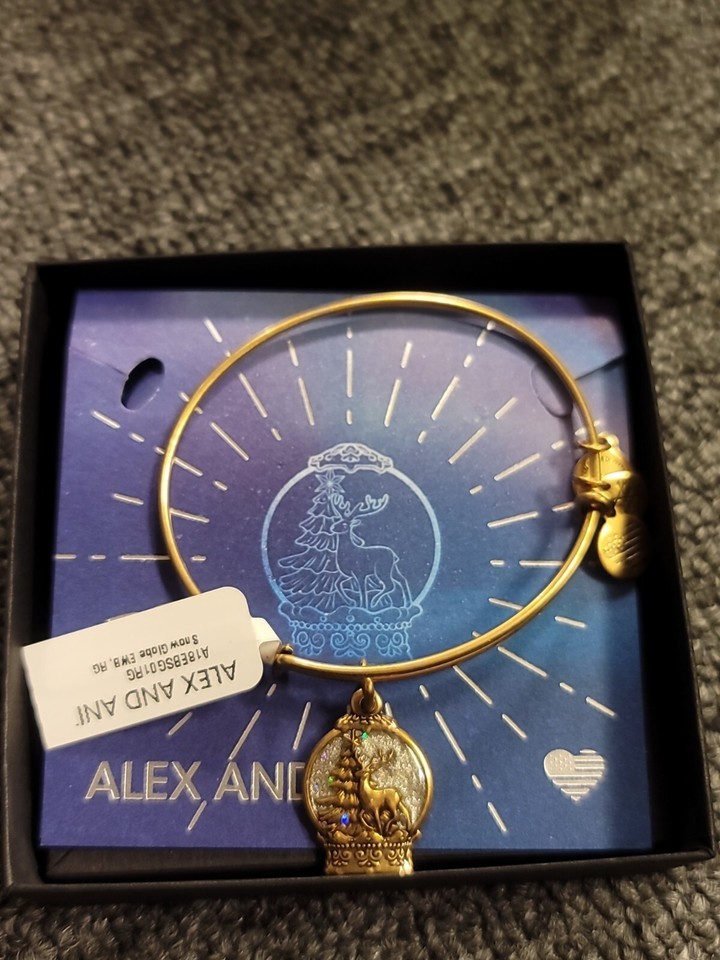 ALEX AND ANI
A18EBSG01RG
Snow Globe EWB, RG
ALEX AND